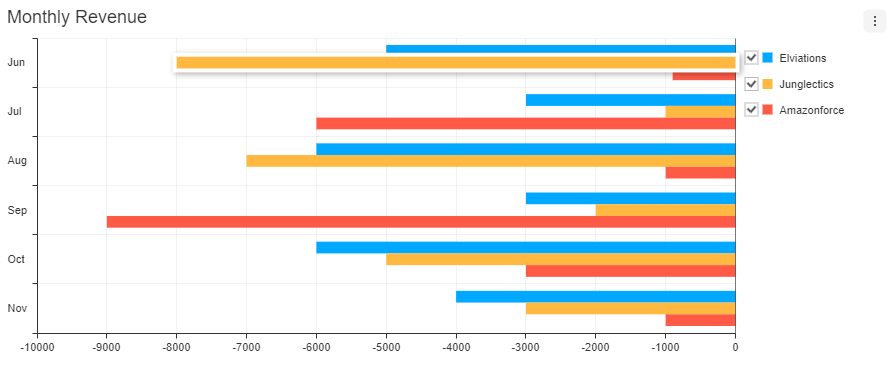 Monthly Revenue
Jun
Jul
Aug
Sep
Oct
Nov
-10000 -9000 -8000 -7000 -6000 -5000 -4000 -3000 -2000 -1000 0
Elviations
Junglectics
Amazonforce